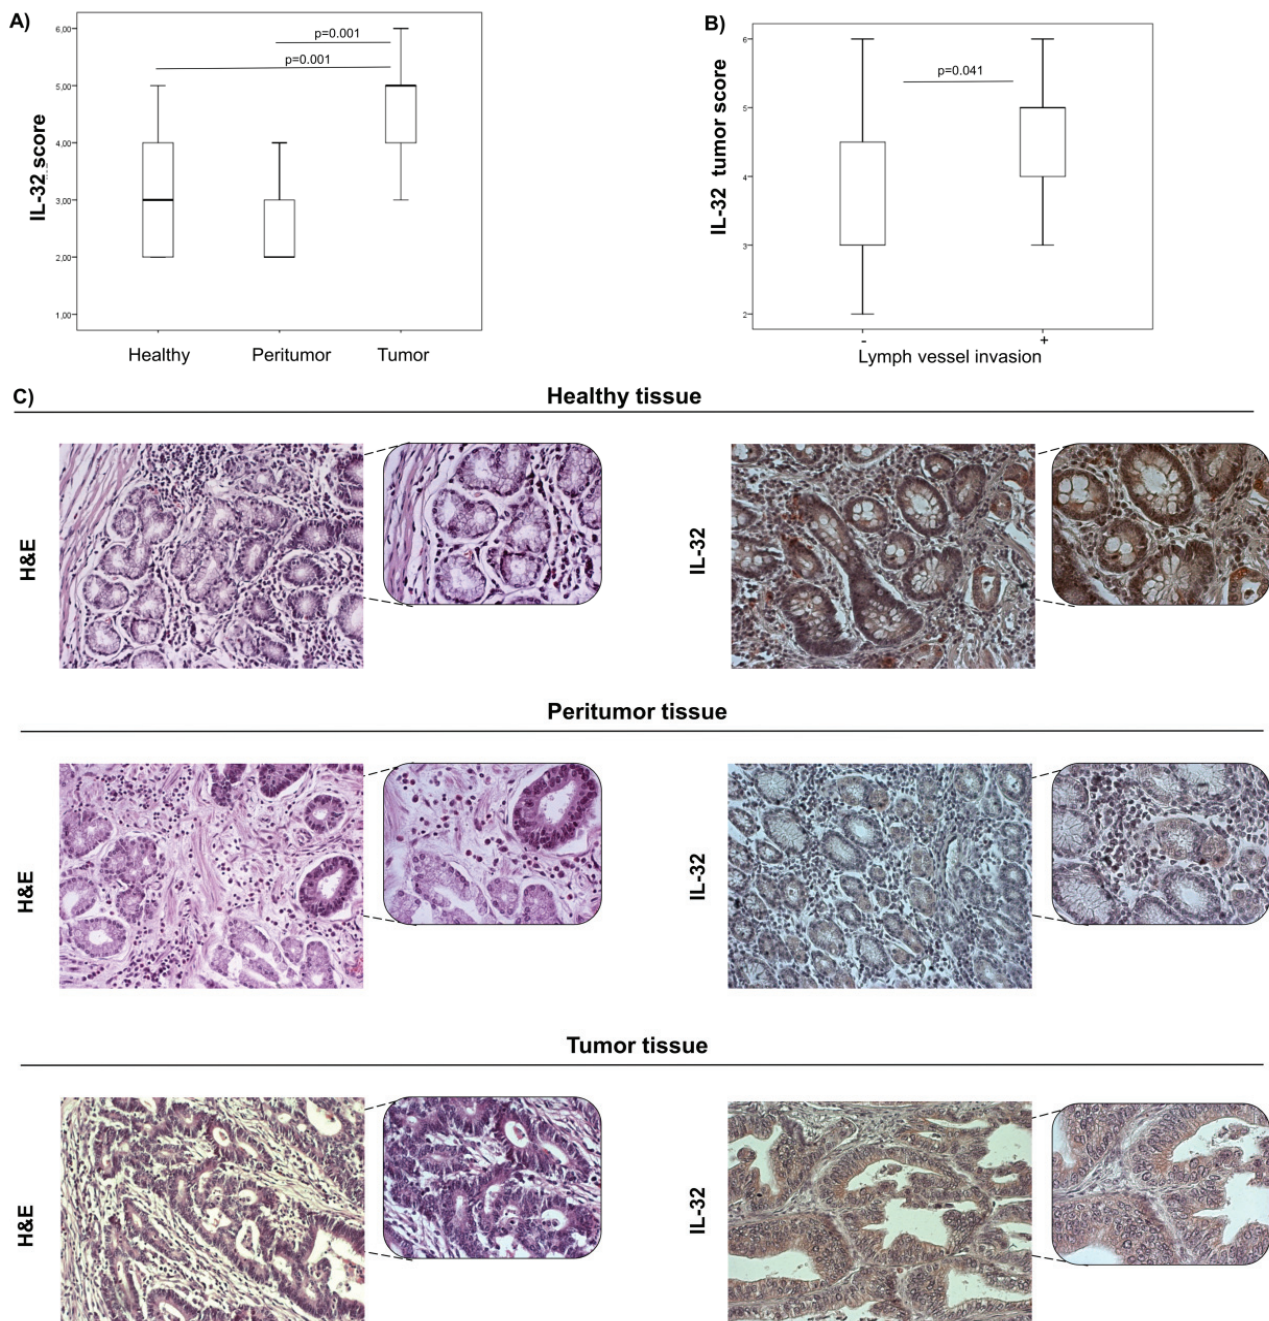 A)
IL-32 score
6,00
5,00
4,00
3,00
2,00
1,00
p=0.001
p=0.001
Healthy Peritumor Tumor
B)
IL-32 tumor score
6
5
4
3
2
p=0.041
- +
Lymph vessel invasion
C)
Healthy tissue
H&E
IL-32
Peritumor tissue
H&E
IL-32
Tumor tissue
H&E
IL-32